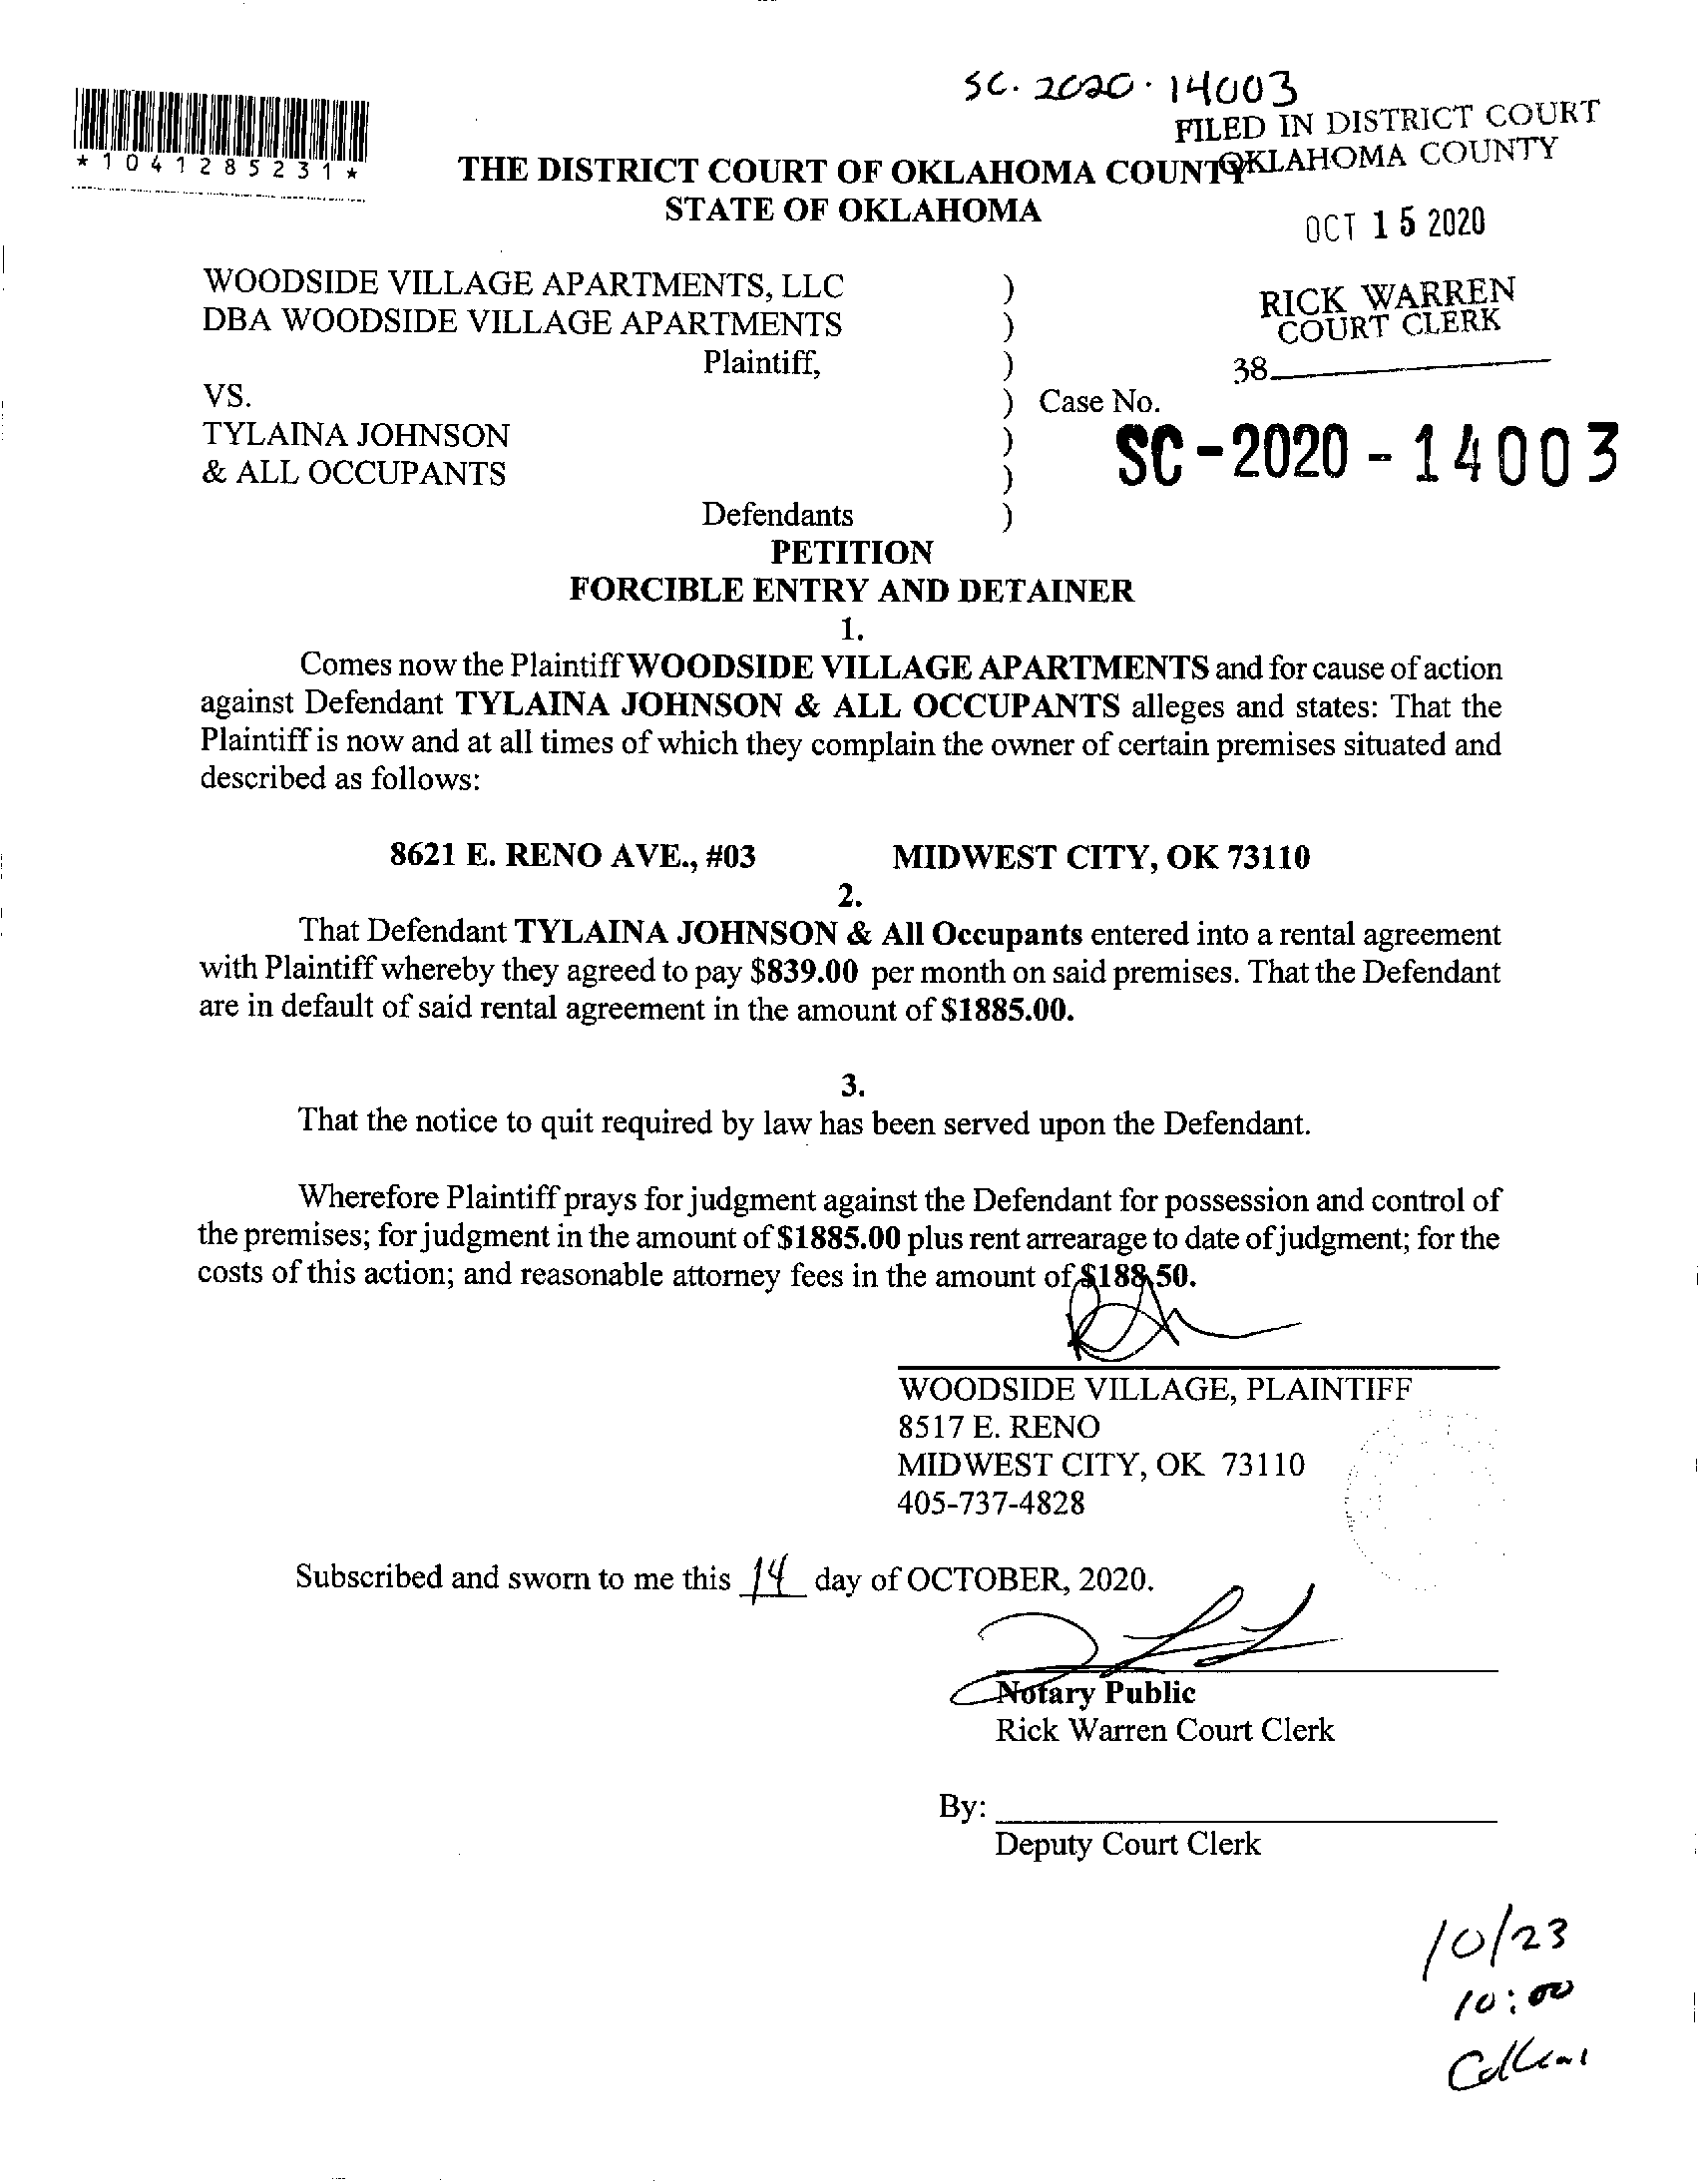 SC. 2020. 14003
FILED IN DISTRICT COURT
OKLAHOMA COUNTY
*1041285231*
THE DISTRICT COURT OF OKLAHOMA COUNTY
STATE OF OKLAHOMA
OCT 15 2020
WOODSIDE VILLAGE APARTMENTS, LLC )
DBA WOODSIDE VILLAGE APARTMENTS )
RICK WARREN
COURT CLERK
Plaintiff, )
38
VS. ) Case No.
TYLAINA JOHNSON )
SC-2020-14003
& ALL OCCUPANTS )
Defendants )
PETITION
FORCIBLE ENTRY AND DETAINER
1.
Comes now the Plaintiff WOODSIDE VILLAGE APARTMENTS and for cause of action
against Defendant TYLAINA JOHNSON & ALL OCCUPANTS alleges and states: That the
Plaintiff is now and at all times of which they complain the owner of certain premises situated and
described as follows:
8621 E. RENO AVE., #03 MIDWEST CITY, OK 73110
2.
That Defendant TYLAINA JOHNSON & All Occupants entered into a rental agreement
with Plaintiff whereby they agreed to pay $839.00 per month on said premises. That the Defendant
are in default of said rental agreement in the amount of $1885.00.
3.
That the notice to quit required by law has been served upon the Defendant.
Wherefore Plaintiff prays for judgment against the Defendant for possession and control of
the premises; for judgment in the amount of $1885.00 plus rent arrearage to date of judgment; for the
costs of this action; and reasonable attorney fees in the amount of $188.50.
WOODSIDE VILLAGE, PLAINTIFF
8517 E. RENO
MIDWEST CITY, OK 73110
405-737-4828
Subscribed and sworn to me this 14 day of OCTOBER, 2020.
Notary Public
Rick Warren Court Clerk
By:
Deputy Court Clerk
10/23
10:00